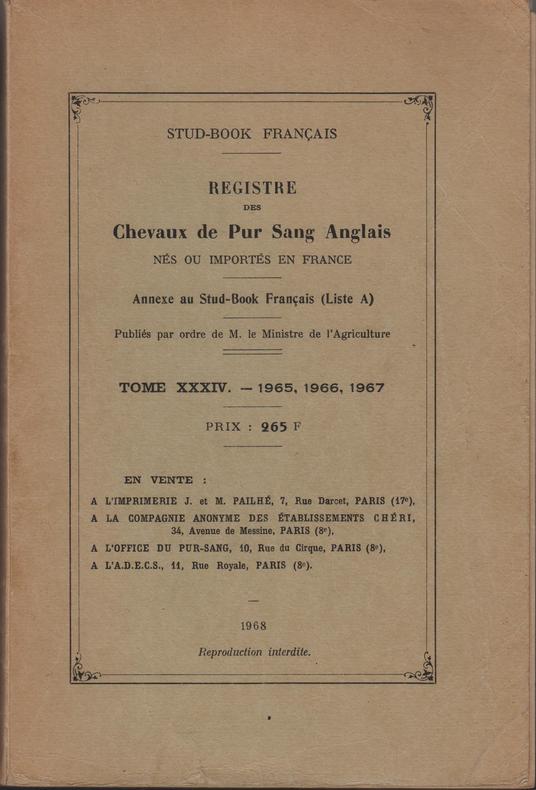 STUD-BOOK FRANÇAIS
REGISTRE
DES
Chevaux de Pur Sang Anglais
NÉS OU IMPORTÉS EN FRANCE
Annexe au Stud-Book Français (Liste A)
Publiés par ordre de M. le Ministre de l'Agriculture
TOME XXXIV. — 1965, 1966, 1967
PRIX : 265 F
EN VENTE :
A L'IMPRIMERIE J. et M. PAILHÉ, 7, Rue Darcet, PARIS (17e),
A LA COMPAGNIE ANONYME DES ÉTABLISSEMENTS CHÉRI,
34, Avenue de Messine, PARIS (8e),
A L'OFFICE DU PUR-SANG, 10, Rue du Cirque, PARIS (8e),
A L'A.D.E.C.S., 11, Rue Royale, PARIS (8e).
1968
Reproduction interdite.